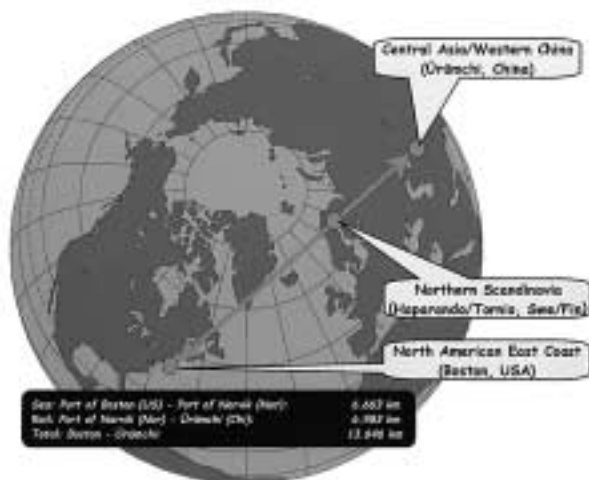 Central Asia/Western China
(Ürümchi, China)
Northern Scandinavia
(Haparanda/Tornio, Swe/Fin)
North American East Coast
(Boston, USA)
Sea: Port of Boston (US) - Port of Narvik (Nor): 6.663 km
Rail: Port of Narvik (Nor) - Ürümchi (Chi): 6.983 km
Total: Boston - Ürümchi: 13.646 km